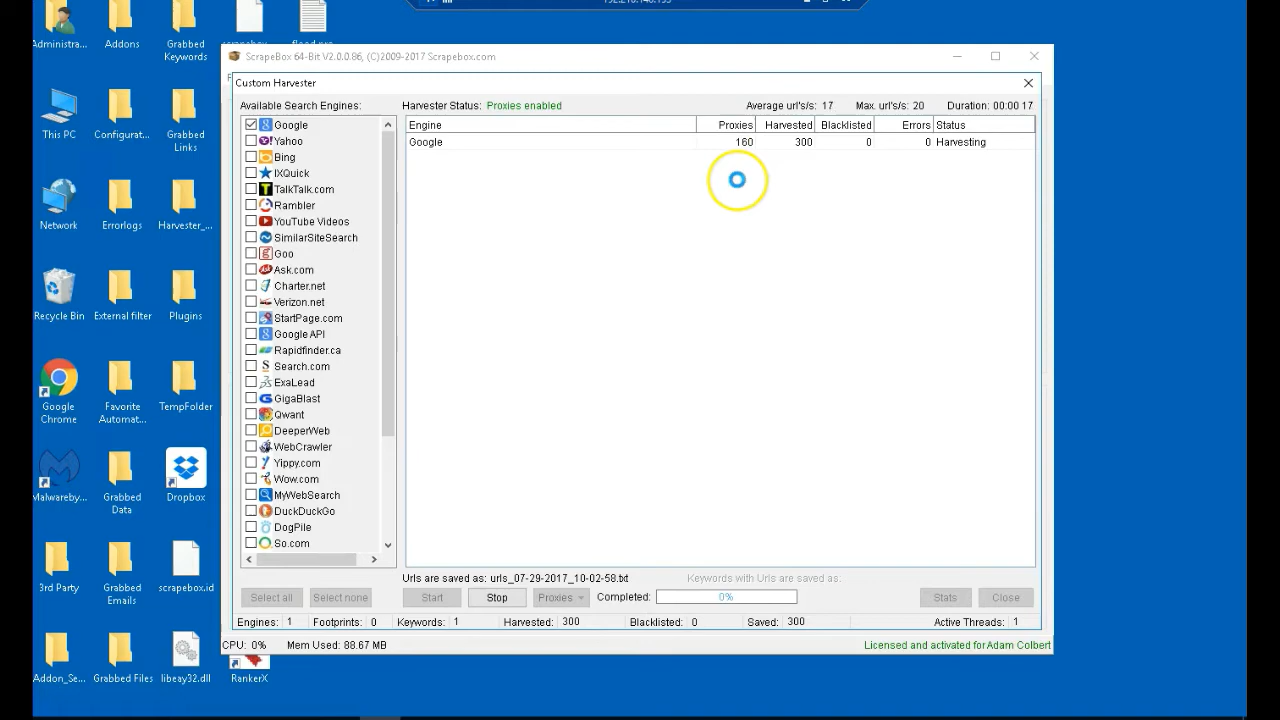 Administra...
Addons
Grabbed
Keywords
This PC
Configurat...
Grabbed
Links
Network
Errorlogs
Harvester_...
Recycle Bin
External filter
Plugins
Google
Chrome
Favorite
Automat...
TempFolder
Malwareby...
Grabbed
Data
Dropbox
3rd Party
Grabbed
Emails
scrapebox.id
Addon_Se...
Grabbed Files
libeay32.dll
RankerX
ScrapeBox 64-Bit V2.0.0.86, (C)2009-2017 Scrapebox.com
Custom Harvester
Available Search Engines:
Harvester Status: Proxies enabled
Average url's/s: 17
Max. url's/s: 20
Duration: 00:00 17
Google
Yahoo
Bing
IXQuick
TalkTalk.com
Rambler
YouTube Videos
SimilarSiteSearch
Goo
Ask.com
Charter.net
Verizon.net
StartPage.com
Google API
Rapidfinder.ca
Search.com
ExaLead
GigaBlast
Qwant
DeeperWeb
WebCrawler
Yippy.com
Wow.com
MyWebSearch
DuckDuckGo
DogPile
So.com
Engine Proxies Harvested Blacklisted Errors Status
Google 160 300 0 0 Harvesting
Urls are saved as: urls_07-29-2017_10-02-58.txt
Keywords with Urls are saved as:
Select all
Select none
Start
Stop
Proxies
Completed: 0%
Stats
Close
Engines: 1 Footprints: 0 Keywords: 1 Harvested: 300 Blacklisted: 0 Saved: 300 Active Threads: 1
CPU: 0% Mem Used: 88.67 MB
Licensed and activated for Adam Colbert